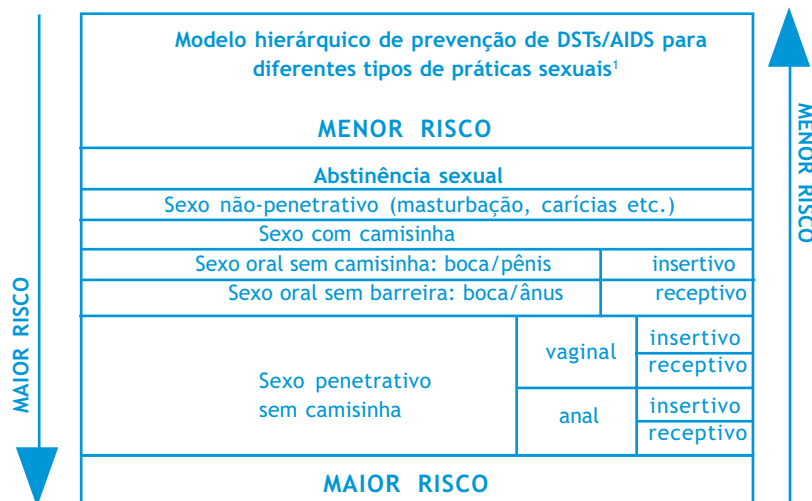 Modelo hierárquico de prevenção de DSTs/AIDS para
diferentes tipos de práticas sexuais¹
MENOR RISCO
Abstinência sexual
Sexo não-penetrativo (masturbação, carícias etc.)
Sexo com camisinha
Sexo oral sem camisinha: boca/pênis insertivo
Sexo oral sem barreira: boca/ânus receptivo
Sexo penetrativo
sem camisinha
vaginal
insertivo
receptivo
anal
insertivo
receptivo
MAIOR RISCO
MAIOR RISCO
MENOR RISCO